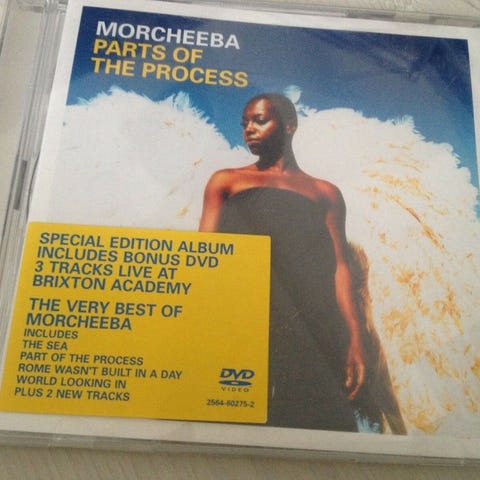 MORCHEEBA
PARTS OF
THE PROCESS
SPECIAL EDITION ALBUM
INCLUDES BONUS DVD
3 TRACKS LIVE AT
BRIXTON ACADEMY
THE VERY BEST OF
MORCHEEBA
INCLUDES
THE SEA
PART OF THE PROCESS
ROME WASN'T BUILT IN A DAY
WORLD LOOKING IN
PLUS 2 NEW TRACKS
DVD
VIDEO
2564-60275-2